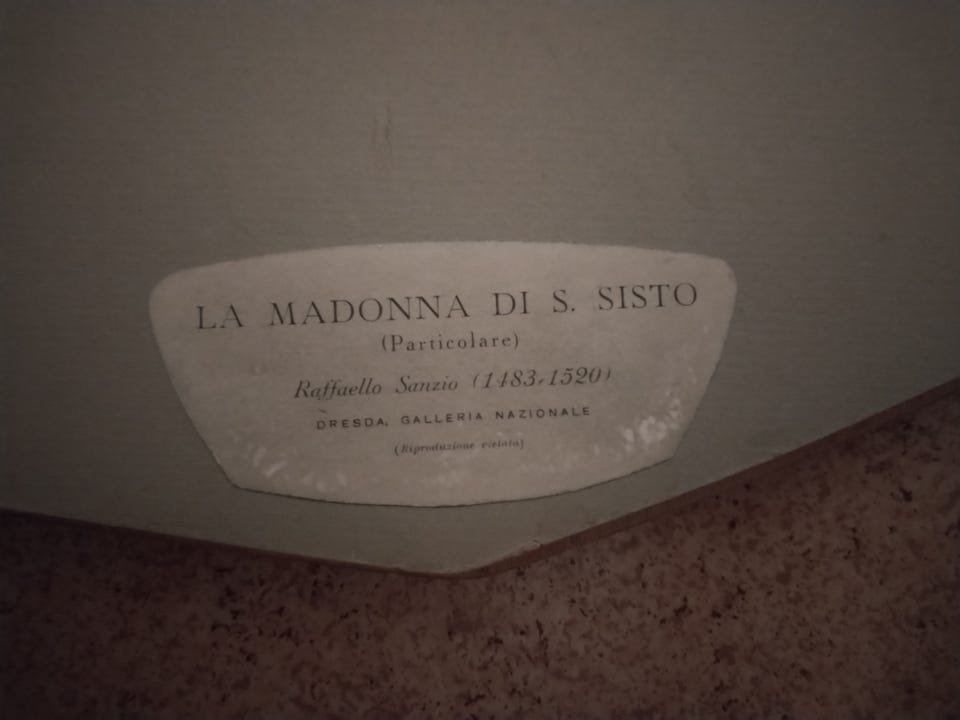 LA MADONNA DI S. SISTO
(Particolare)
Raffaello Sanzio (1483-1520)
DRESDA, GALLERIA NAZIONALE
(Riproduzione vietata)